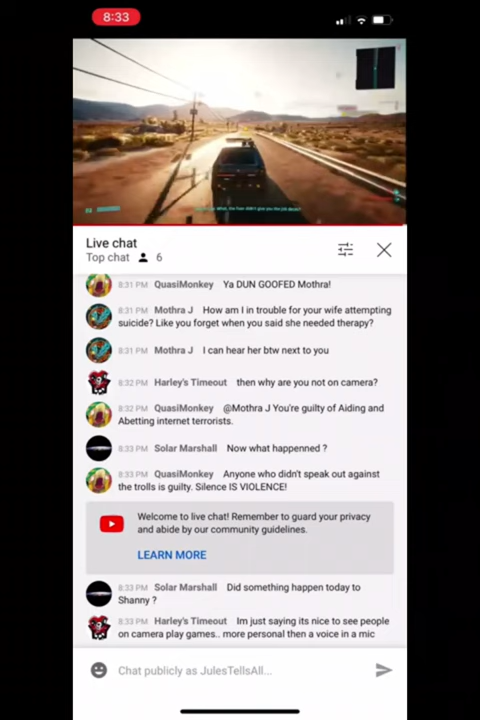 8:33
Live chat
Top chat 6
8:31 PM QuasiMonkey Ya DUN GOOFED Mothra!
8:31 PM Mothra J How am I in trouble for your wife attempting
suicide? Like you forget when you said she needed therapy?
8:31 PM Mothra J I can hear her btw next to you
8:32 PM Harley's Timeout then why are you not on camera?
8:32 PM QuasiMonkey @Mothra J You're guilty of Aiding and
Abetting internet terrorists.
8:33 PM Solar Marshall Now what happenned ?
8:33 PM QuasiMonkey Anyone who didn't speak out against
the trolls is guilty. Silence IS VIOLENCE!
Welcome to live chat! Remember to guard your privacy
and abide by our community guidelines.
LEARN MORE
8:33 PM Solar Marshall Did something happen today to
Shanny ?
8:33 PM Harley's Timeout Im just saying its nice to see people
on camera play games.. more personal then a voice in a mic
Chat publicly as JulesTellsAll...